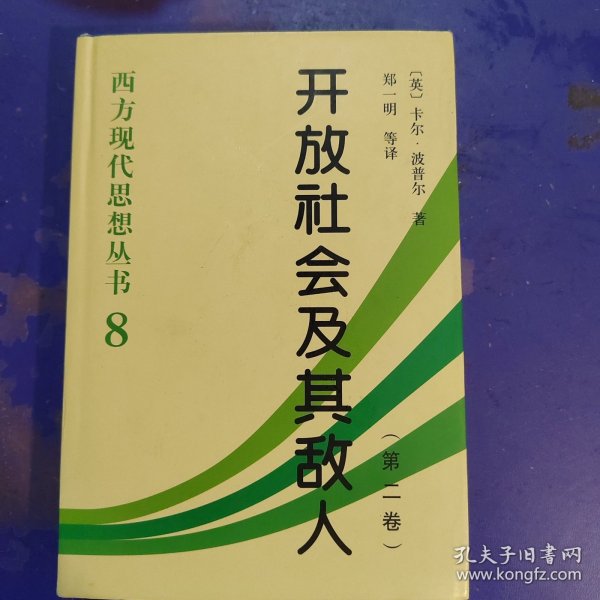 [英] 卡尔·波普尔 著
郑一明 等译
开放社会及其敌人
(第二卷)
西方现代思想丛书 8
孔夫子旧书网
www.kongfz.com